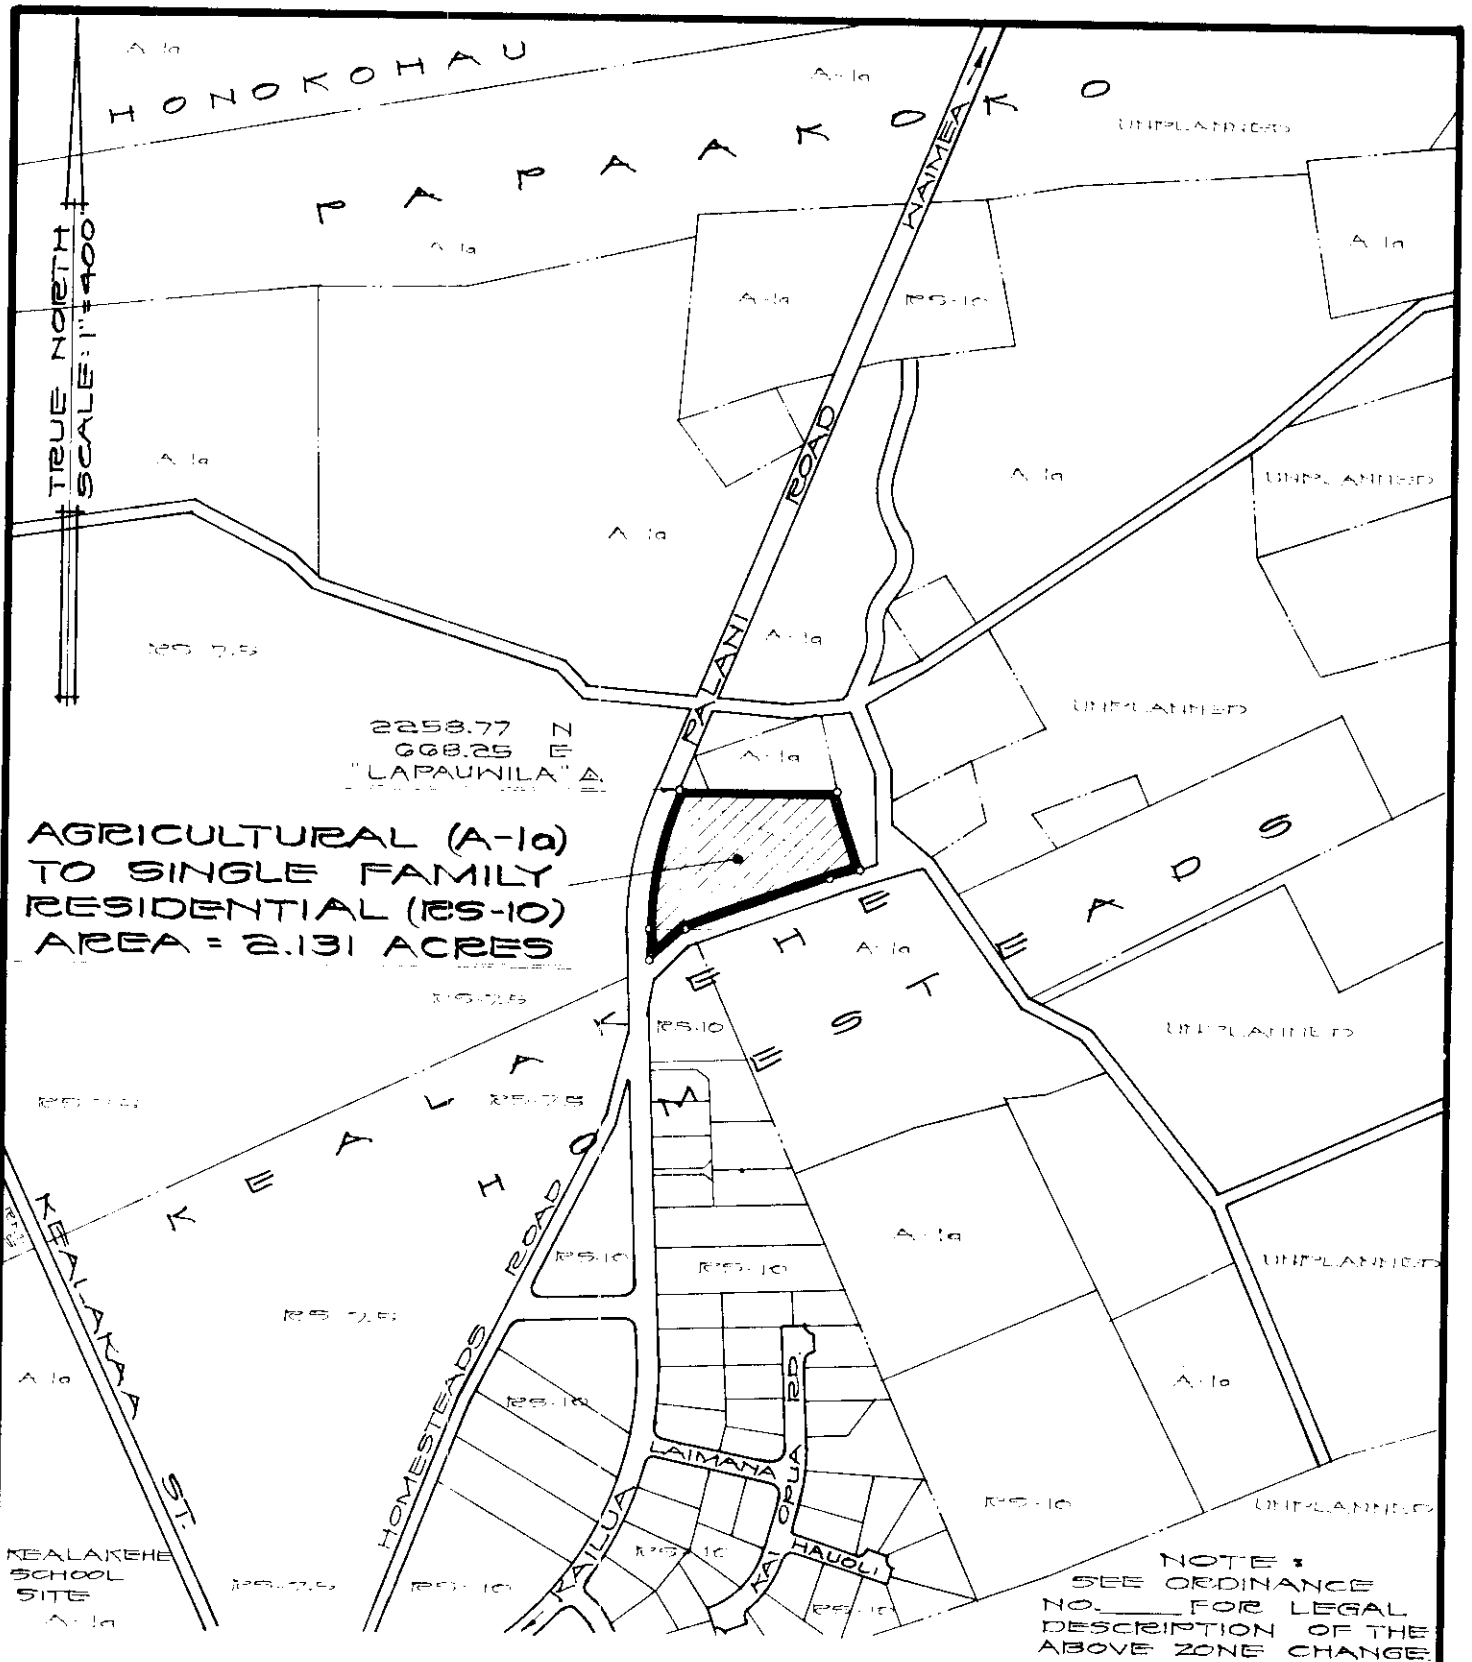 A-1a
HONOKOHAU
A-1a
PAPAAKOKO
UNPLANNED
WAIMEA
A-1a
A-1a
TRUE NORTH
SCALE: 1"=400'
A-1a
RS-10
A-1a
ROAD
A-1a
UNPLANNED
A-1a
PALANI
A-1a
RS-7.5
UNPLANNED
2258.77 N
668.25 E
"LAPAUWILA" △
A-1a
AGRICULTURAL (A-1a)
TO SINGLE FAMILY
RESIDENTIAL (RS-10)
AREA = 2.131 ACRES
KEALAKEHE
HOMESTEADS
A-1a
RS-7.5
RS-10
UNPLANNED
RS-7.5
RS-7.5
KEALAKAA ST.
HOMESTEADS ROAD
RS-10
RS-10
A-1a
UNPLANNED
RS-7.5
A-1a
RS-10
KAI OPUA RD.
A-1a
LAIMANA
RS-10
UNPLANNED
KAILUA
RS-10
HAUOLI
KEALAKEHE
SCHOOL
SITE
A-1a
RS-7.5
RS-10
RS-10
NOTE:
SEE ORDINANCE
NO.____ FOR LEGAL
DESCRIPTION OF THE
ABOVE ZONE CHANGE.